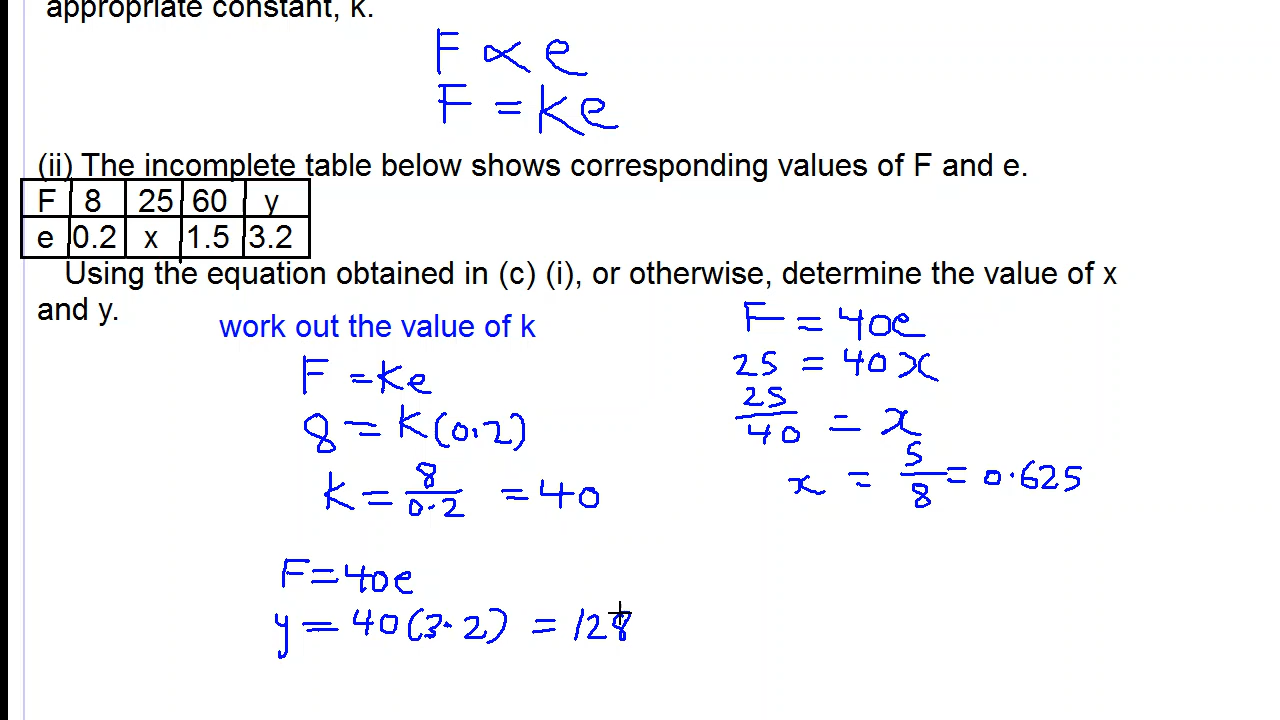 appropriate constant, k.
F ∝ e
F = ke
(ii) The incomplete table below shows corresponding values of F and e.
F 8 25 60 y
e 0.2 x 1.5 3.2
Using the equation obtained in (c) (i), or otherwise, determine the value of x
and y.
work out the value of k
F = ke
8 = k(0.2)
k = 8/0.2 = 40
F = 40e
y = 40(3.2) = 128
F = 40e
25 = 40x
25/40 = x
x = 5/8 = 0.625